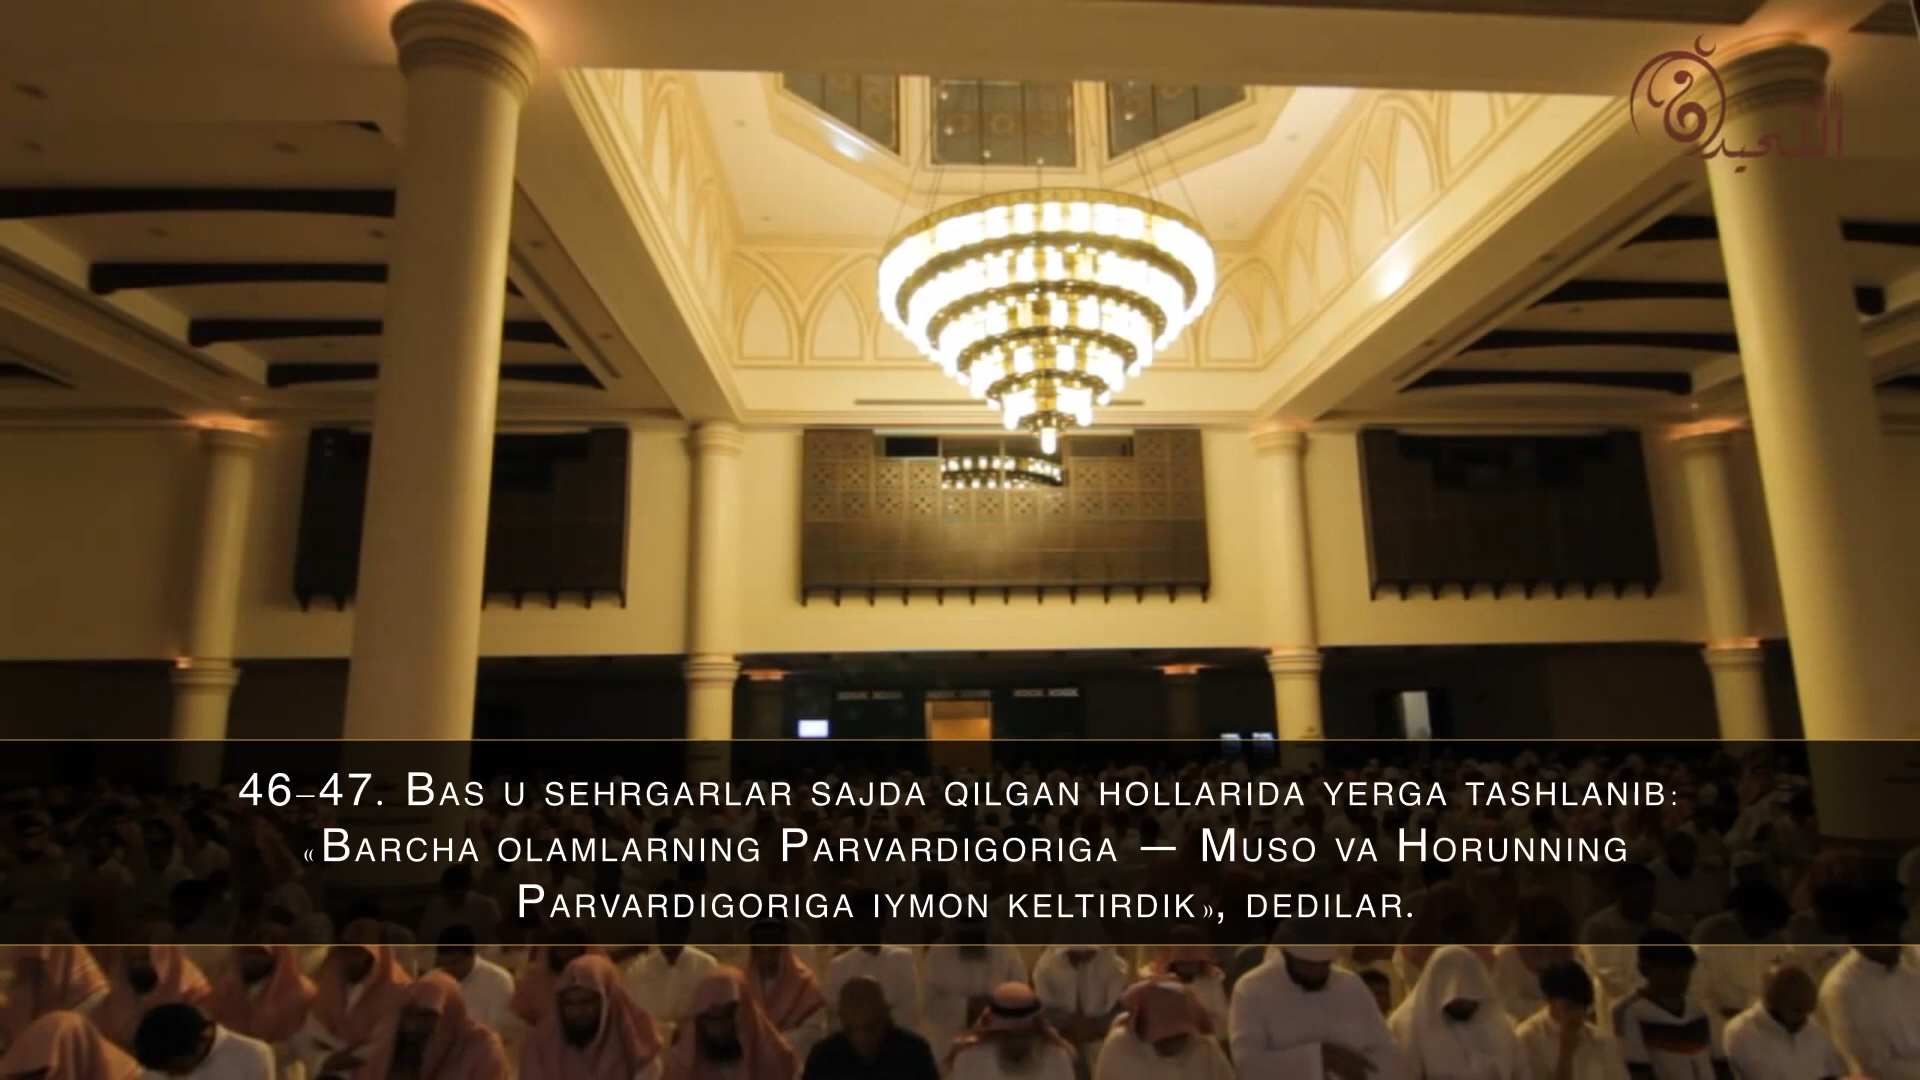 46–47. Bas u sehrgarlar sajda qilgan hollarida yerga tashlanib:
«Barcha olamlarning Parvardigoriga — Muso va Horunning
Parvardigoriga iymon keltirdik», dedilar.